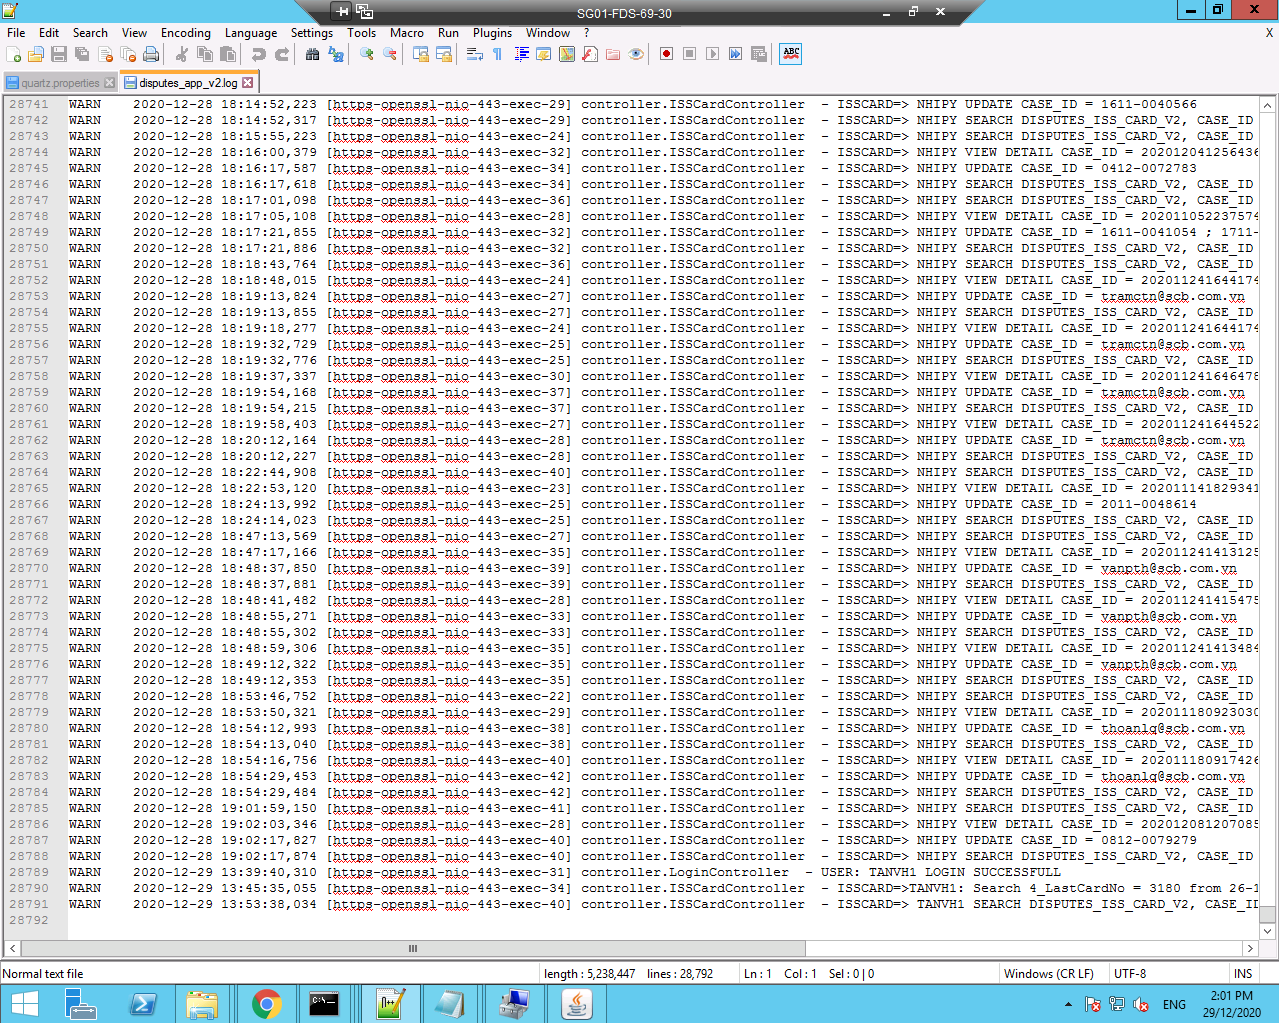 SG01-FDS-69-30
File Edit Search View Encoding Language Settings Tools Macro Run Plugins Window ? X
quartz.properties disputes_app_v2.log
28741 WARN 2020-12-28 18:14:52,223 [https-openssl-nio-443-exec-29] controller.ISSCardController - ISSCARD=> NHIPY UPDATE CASE_ID = 1611-0040566
28742 WARN 2020-12-28 18:14:52,317 [https-openssl-nio-443-exec-29] controller.ISSCardController - ISSCARD=> NHIPY SEARCH DISPUTES_ISS_CARD_V2, CASE_ID
28743 WARN 2020-12-28 18:15:55,223 [https-openssl-nio-443-exec-24] controller.ISSCardController - ISSCARD=> NHIPY SEARCH DISPUTES_ISS_CARD_V2, CASE_ID
28744 WARN 2020-12-28 18:16:00,379 [https-openssl-nio-443-exec-32] controller.ISSCardController - ISSCARD=> NHIPY VIEW DETAIL CASE_ID = 202012041256436
28745 WARN 2020-12-28 18:16:17,587 [https-openssl-nio-443-exec-34] controller.ISSCardController - ISSCARD=> NHIPY UPDATE CASE_ID = 0412-0072783
28746 WARN 2020-12-28 18:16:17,618 [https-openssl-nio-443-exec-34] controller.ISSCardController - ISSCARD=> NHIPY SEARCH DISPUTES_ISS_CARD_V2, CASE_ID
28747 WARN 2020-12-28 18:17:01,098 [https-openssl-nio-443-exec-36] controller.ISSCardController - ISSCARD=> NHIPY SEARCH DISPUTES_ISS_CARD_V2, CASE_ID
28748 WARN 2020-12-28 18:17:05,108 [https-openssl-nio-443-exec-28] controller.ISSCardController - ISSCARD=> NHIPY VIEW DETAIL CASE_ID = 202011052237574
28749 WARN 2020-12-28 18:17:21,855 [https-openssl-nio-443-exec-32] controller.ISSCardController - ISSCARD=> NHIPY UPDATE CASE_ID = 1611-0041054 ; 1711-
28750 WARN 2020-12-28 18:17:21,886 [https-openssl-nio-443-exec-32] controller.ISSCardController - ISSCARD=> NHIPY SEARCH DISPUTES_ISS_CARD_V2, CASE_ID
28751 WARN 2020-12-28 18:18:43,764 [https-openssl-nio-443-exec-36] controller.ISSCardController - ISSCARD=> NHIPY SEARCH DISPUTES_ISS_CARD_V2, CASE_ID
28752 WARN 2020-12-28 18:18:48,015 [https-openssl-nio-443-exec-24] controller.ISSCardController - ISSCARD=> NHIPY VIEW DETAIL CASE_ID = 202011241644174
28753 WARN 2020-12-28 18:19:13,824 [https-openssl-nio-443-exec-27] controller.ISSCardController - ISSCARD=> NHIPY UPDATE CASE_ID = tramctn@scb.com.vn
28754 WARN 2020-12-28 18:19:13,855 [https-openssl-nio-443-exec-27] controller.ISSCardController - ISSCARD=> NHIPY SEARCH DISPUTES_ISS_CARD_V2, CASE_ID
28755 WARN 2020-12-28 18:19:18,277 [https-openssl-nio-443-exec-24] controller.ISSCardController - ISSCARD=> NHIPY VIEW DETAIL CASE_ID = 202011241644174
28756 WARN 2020-12-28 18:19:32,729 [https-openssl-nio-443-exec-25] controller.ISSCardController - ISSCARD=> NHIPY UPDATE CASE_ID = tramctn@scb.com.vn
28757 WARN 2020-12-28 18:19:32,776 [https-openssl-nio-443-exec-25] controller.ISSCardController - ISSCARD=> NHIPY SEARCH DISPUTES_ISS_CARD_V2, CASE_ID
28758 WARN 2020-12-28 18:19:37,337 [https-openssl-nio-443-exec-30] controller.ISSCardController - ISSCARD=> NHIPY VIEW DETAIL CASE_ID = 202011241646478
28759 WARN 2020-12-28 18:19:54,168 [https-openssl-nio-443-exec-37] controller.ISSCardController - ISSCARD=> NHIPY UPDATE CASE_ID = tramctn@scb.com.vn
28760 WARN 2020-12-28 18:19:54,215 [https-openssl-nio-443-exec-37] controller.ISSCardController - ISSCARD=> NHIPY SEARCH DISPUTES_ISS_CARD_V2, CASE_ID
28761 WARN 2020-12-28 18:19:58,403 [https-openssl-nio-443-exec-27] controller.ISSCardController - ISSCARD=> NHIPY VIEW DETAIL CASE_ID = 202011241644522
28762 WARN 2020-12-28 18:20:12,164 [https-openssl-nio-443-exec-28] controller.ISSCardController - ISSCARD=> NHIPY UPDATE CASE_ID = tramctn@scb.com.vn
28763 WARN 2020-12-28 18:20:12,227 [https-openssl-nio-443-exec-28] controller.ISSCardController - ISSCARD=> NHIPY SEARCH DISPUTES_ISS_CARD_V2, CASE_ID
28764 WARN 2020-12-28 18:22:44,908 [https-openssl-nio-443-exec-40] controller.ISSCardController - ISSCARD=> NHIPY SEARCH DISPUTES_ISS_CARD_V2, CASE_ID
28765 WARN 2020-12-28 18:22:53,120 [https-openssl-nio-443-exec-23] controller.ISSCardController - ISSCARD=> NHIPY VIEW DETAIL CASE_ID = 202011141829341
28766 WARN 2020-12-28 18:24:13,992 [https-openssl-nio-443-exec-25] controller.ISSCardController - ISSCARD=> NHIPY UPDATE CASE_ID = 2011-0048614
28767 WARN 2020-12-28 18:24:14,023 [https-openssl-nio-443-exec-25] controller.ISSCardController - ISSCARD=> NHIPY SEARCH DISPUTES_ISS_CARD_V2, CASE_ID
28768 WARN 2020-12-28 18:47:13,569 [https-openssl-nio-443-exec-27] controller.ISSCardController - ISSCARD=> NHIPY SEARCH DISPUTES_ISS_CARD_V2, CASE_ID
28769 WARN 2020-12-28 18:47:17,166 [https-openssl-nio-443-exec-35] controller.ISSCardController - ISSCARD=> NHIPY VIEW DETAIL CASE_ID = 202011241413125
28770 WARN 2020-12-28 18:48:37,850 [https-openssl-nio-443-exec-39] controller.ISSCardController - ISSCARD=> NHIPY UPDATE CASE_ID = vanpth@scb.com.vn
28771 WARN 2020-12-28 18:48:37,881 [https-openssl-nio-443-exec-39] controller.ISSCardController - ISSCARD=> NHIPY SEARCH DISPUTES_ISS_CARD_V2, CASE_ID
28772 WARN 2020-12-28 18:48:41,482 [https-openssl-nio-443-exec-28] controller.ISSCardController - ISSCARD=> NHIPY VIEW DETAIL CASE_ID = 202011241415475
28773 WARN 2020-12-28 18:48:55,271 [https-openssl-nio-443-exec-33] controller.ISSCardController - ISSCARD=> NHIPY UPDATE CASE_ID = vanpth@scb.com.vn
28774 WARN 2020-12-28 18:48:55,302 [https-openssl-nio-443-exec-33] controller.ISSCardController - ISSCARD=> NHIPY SEARCH DISPUTES_ISS_CARD_V2, CASE_ID
28775 WARN 2020-12-28 18:48:59,306 [https-openssl-nio-443-exec-35] controller.ISSCardController - ISSCARD=> NHIPY VIEW DETAIL CASE_ID = 202011241413484
28776 WARN 2020-12-28 18:49:12,322 [https-openssl-nio-443-exec-35] controller.ISSCardController - ISSCARD=> NHIPY UPDATE CASE_ID = vanpth@scb.com.vn
28777 WARN 2020-12-28 18:49:12,353 [https-openssl-nio-443-exec-35] controller.ISSCardController - ISSCARD=> NHIPY SEARCH DISPUTES_ISS_CARD_V2, CASE_ID
28778 WARN 2020-12-28 18:53:46,752 [https-openssl-nio-443-exec-22] controller.ISSCardController - ISSCARD=> NHIPY SEARCH DISPUTES_ISS_CARD_V2, CASE_ID
28779 WARN 2020-12-28 18:53:50,321 [https-openssl-nio-443-exec-29] controller.ISSCardController - ISSCARD=> NHIPY VIEW DETAIL CASE_ID = 202011180923030
28780 WARN 2020-12-28 18:54:12,993 [https-openssl-nio-443-exec-38] controller.ISSCardController - ISSCARD=> NHIPY UPDATE CASE_ID = thoanlq@scb.com.vn
28781 WARN 2020-12-28 18:54:13,040 [https-openssl-nio-443-exec-38] controller.ISSCardController - ISSCARD=> NHIPY SEARCH DISPUTES_ISS_CARD_V2, CASE_ID
28782 WARN 2020-12-28 18:54:16,756 [https-openssl-nio-443-exec-40] controller.ISSCardController - ISSCARD=> NHIPY VIEW DETAIL CASE_ID = 202011180917426
28783 WARN 2020-12-28 18:54:29,453 [https-openssl-nio-443-exec-42] controller.ISSCardController - ISSCARD=> NHIPY UPDATE CASE_ID = thoanlq@scb.com.vn
28784 WARN 2020-12-28 18:54:29,484 [https-openssl-nio-443-exec-42] controller.ISSCardController - ISSCARD=> NHIPY SEARCH DISPUTES_ISS_CARD_V2, CASE_ID
28785 WARN 2020-12-28 19:01:59,150 [https-openssl-nio-443-exec-41] controller.ISSCardController - ISSCARD=> NHIPY SEARCH DISPUTES_ISS_CARD_V2, CASE_ID
28786 WARN 2020-12-28 19:02:03,346 [https-openssl-nio-443-exec-28] controller.ISSCardController - ISSCARD=> NHIPY VIEW DETAIL CASE_ID = 202012081207085
28787 WARN 2020-12-28 19:02:17,827 [https-openssl-nio-443-exec-40] controller.ISSCardController - ISSCARD=> NHIPY UPDATE CASE_ID = 0812-0079279
28788 WARN 2020-12-28 19:02:17,874 [https-openssl-nio-443-exec-40] controller.ISSCardController - ISSCARD=> NHIPY SEARCH DISPUTES_ISS_CARD_V2, CASE_ID
28789 WARN 2020-12-29 13:39:40,310 [https-openssl-nio-443-exec-31] controller.LoginController - USER: TANVH1 LOGIN SUCCESSFULL
28790 WARN 2020-12-29 13:45:35,055 [https-openssl-nio-443-exec-34] controller.ISSCardController - ISSCARD=>TANVH1: Search 4_LastCardNo = 3180 from 26-1
28791 WARN 2020-12-29 13:53:38,034 [https-openssl-nio-443-exec-40] controller.ISSCardController - ISSCARD=> TANVH1 SEARCH DISPUTES_ISS_CARD_V2, CASE_ID
28792
Normal text file length : 5,238,447 lines : 28,792 Ln : 1 Col : 1 Sel : 0 | 0 Windows (CR LF) UTF-8 INS
ENG 2:01 PM
29/12/2020